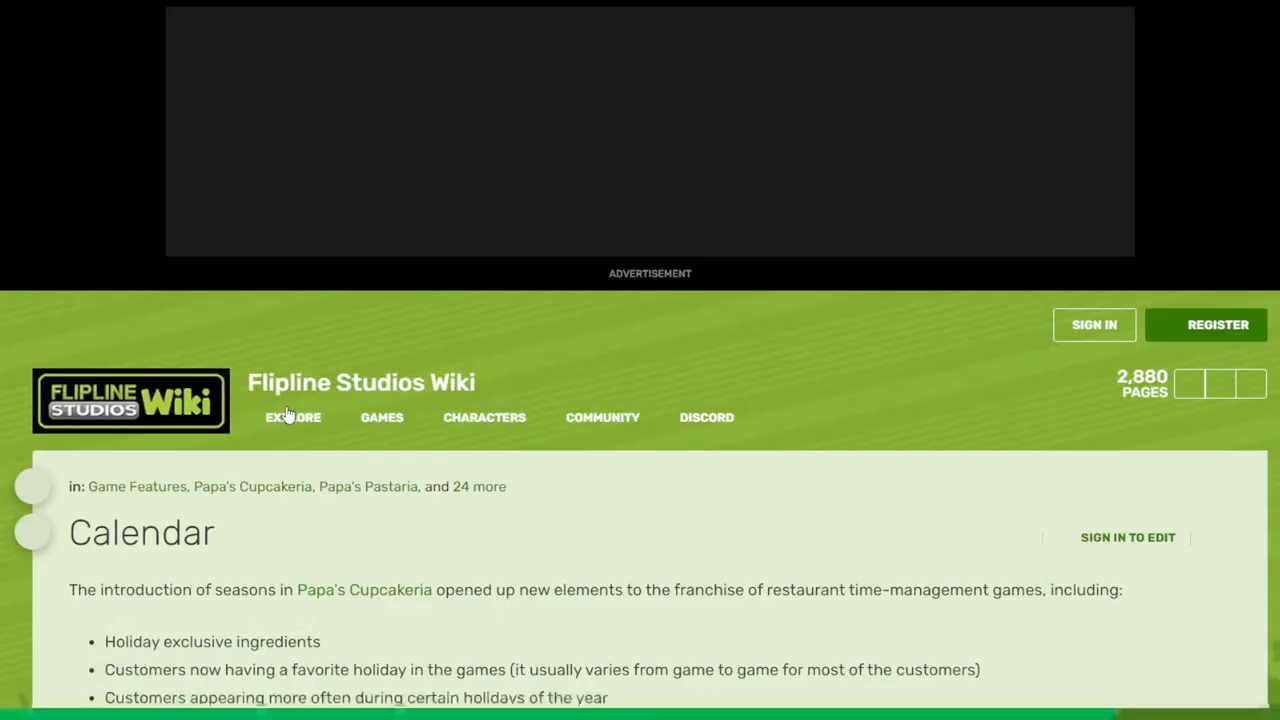 ADVERTISEMENT
SIGN IN
REGISTER
FLIPLINE
STUDIOS Wiki
Flipline Studios Wiki
2,880
PAGES
EXPLORE
GAMES
CHARACTERS
COMMUNITY
DISCORD
in: Game Features, Papa's Cupcakeria, Papa's Pastaria, and 24 more
Calendar
SIGN IN TO EDIT
The introduction of seasons in Papa's Cupcakeria opened up new elements to the franchise of restaurant time-management games, including:
• Holiday exclusive ingredients
• Customers now having a favorite holiday in the games (it usually varies from game to game for most of the customers)
• Customers appearing more often during certain holidays of the year